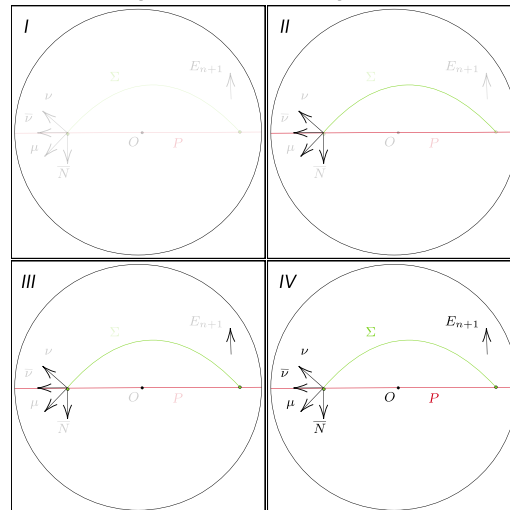 I
Σ
E_{n+1}
ν
ν̅
μ
N̅
O
P
II
Σ
E_{n+1}
ν
ν̅
μ
N̅
O
P
III
Σ
E_{n+1}
ν
ν̅
μ
N̅
O
P
IV
Σ
E_{n+1}
ν
ν̅
μ
N̅
O
P